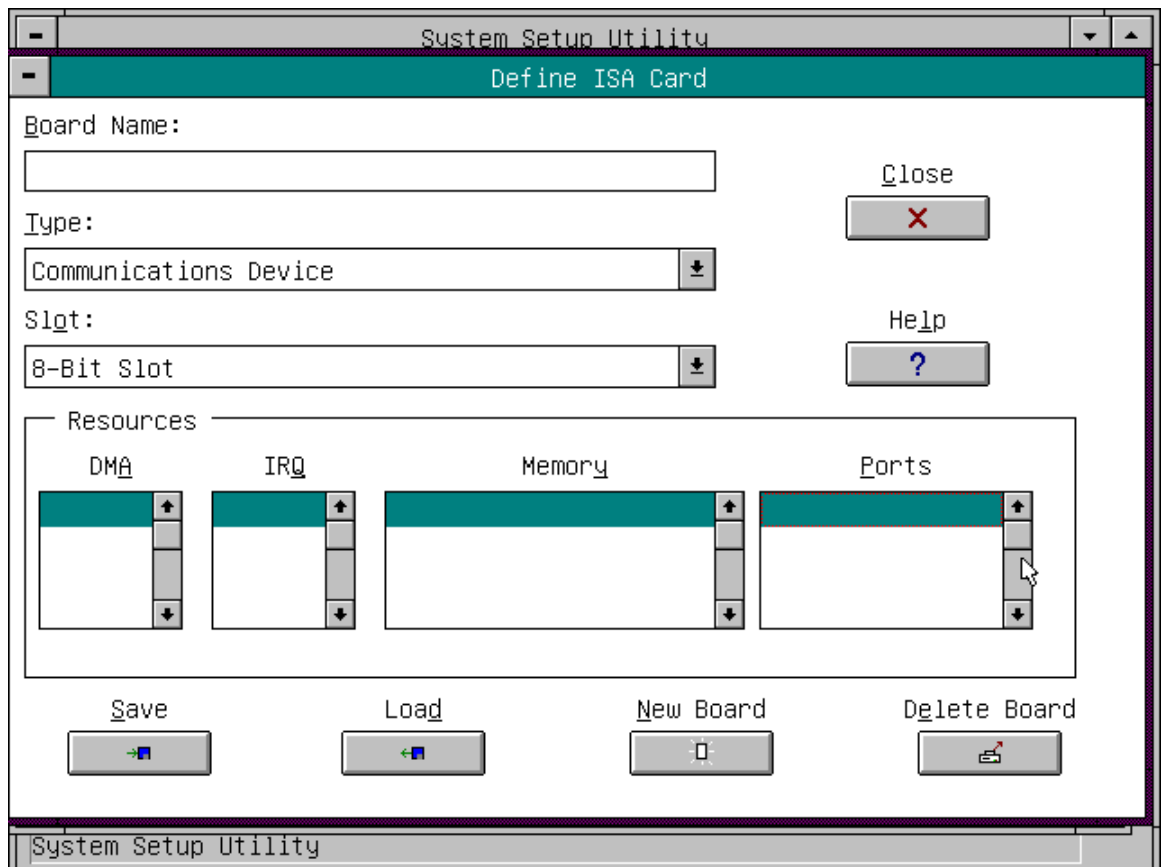 System Setup Utility
Define ISA Card
Board Name:
Close
Type:
Communications Device
Slot:
Help
8-Bit Slot
?
Resources
DMA IRQ Memory Ports
Save Load New Board Delete Board
System Setup Utility